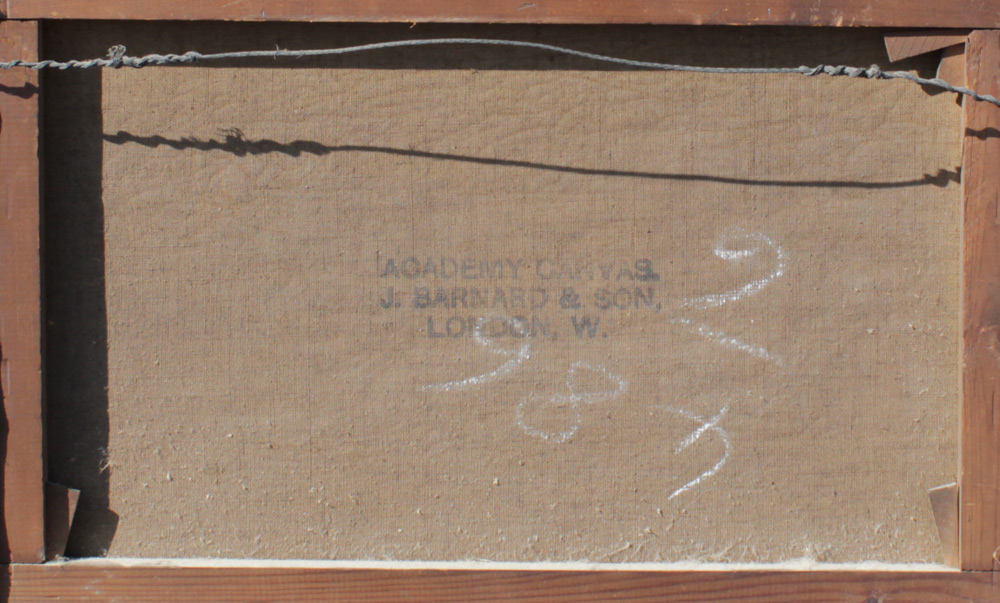 ACADEMY CANVAS.
J. BARNARD & SON,
LONDON, W.